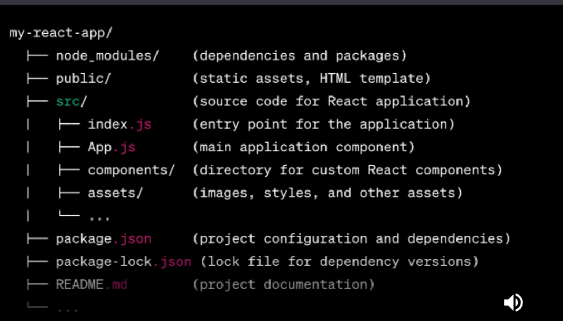 my-react-app/
├── node_modules/    (dependencies and packages)
├── public/          (static assets, HTML template)
├── src/             (source code for React application)
|   ├── index.js     (entry point for the application)
|   ├── App.js       (main application component)
|   ├── components/  (directory for custom React components)
|   ├── assets/      (images, styles, and other assets)
|   └── ...
├── package.json     (project configuration and dependencies)
├── package-lock.json (lock file for dependency versions)
├── README.md        (project documentation)
└── ...